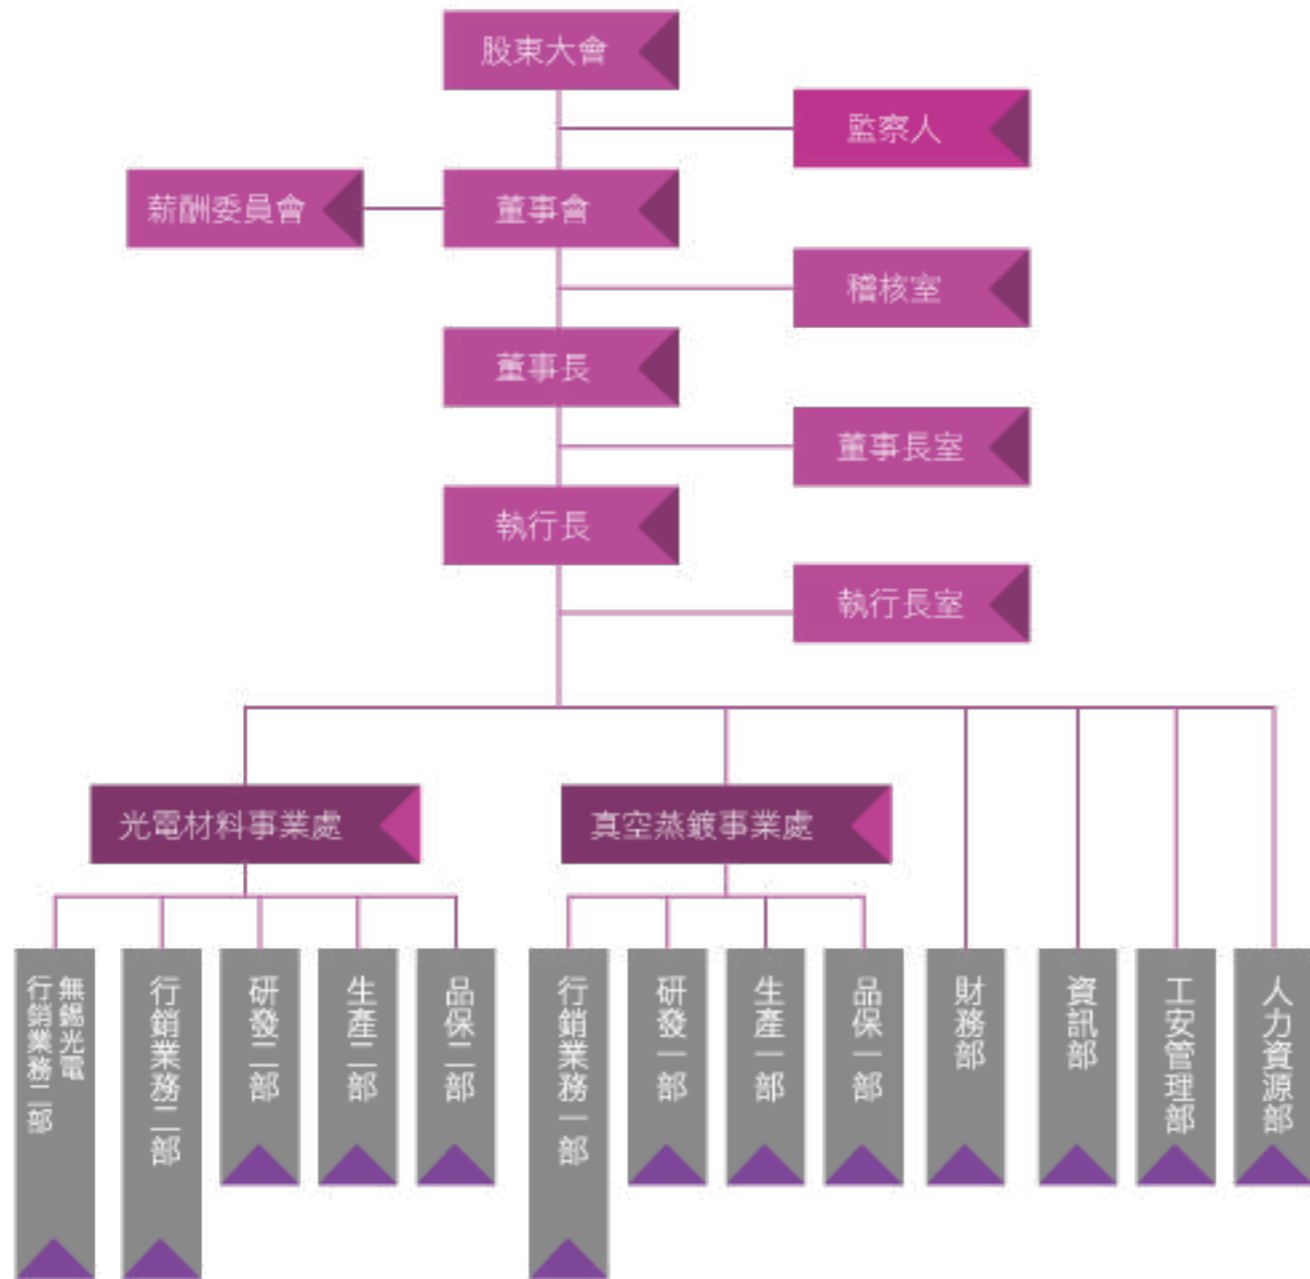 股東大會
監察人
薪酬委員會
董事會
稽核室
董事長
董事長室
執行長
執行長室
光電材料事業處
真空蒸鍍事業處
無錫光電
行銷業務二部
行銷業務二部
研發二部
生產二部
品保二部
行銷業務一部
研發一部
生產一部
品保一部
財務部
資訊部
工安管理部
人力資源部